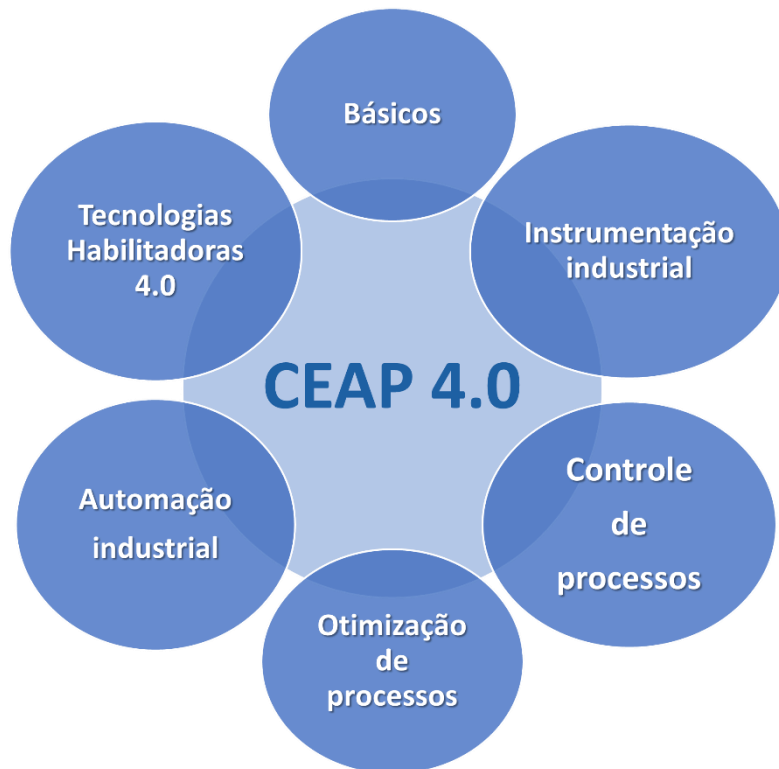 Básicos
Tecnologias
Habilitadoras
4.0
Instrumentação
industrial
CEAP 4.0
Automação
industrial
Controle
de
processos
Otimização
de
processos